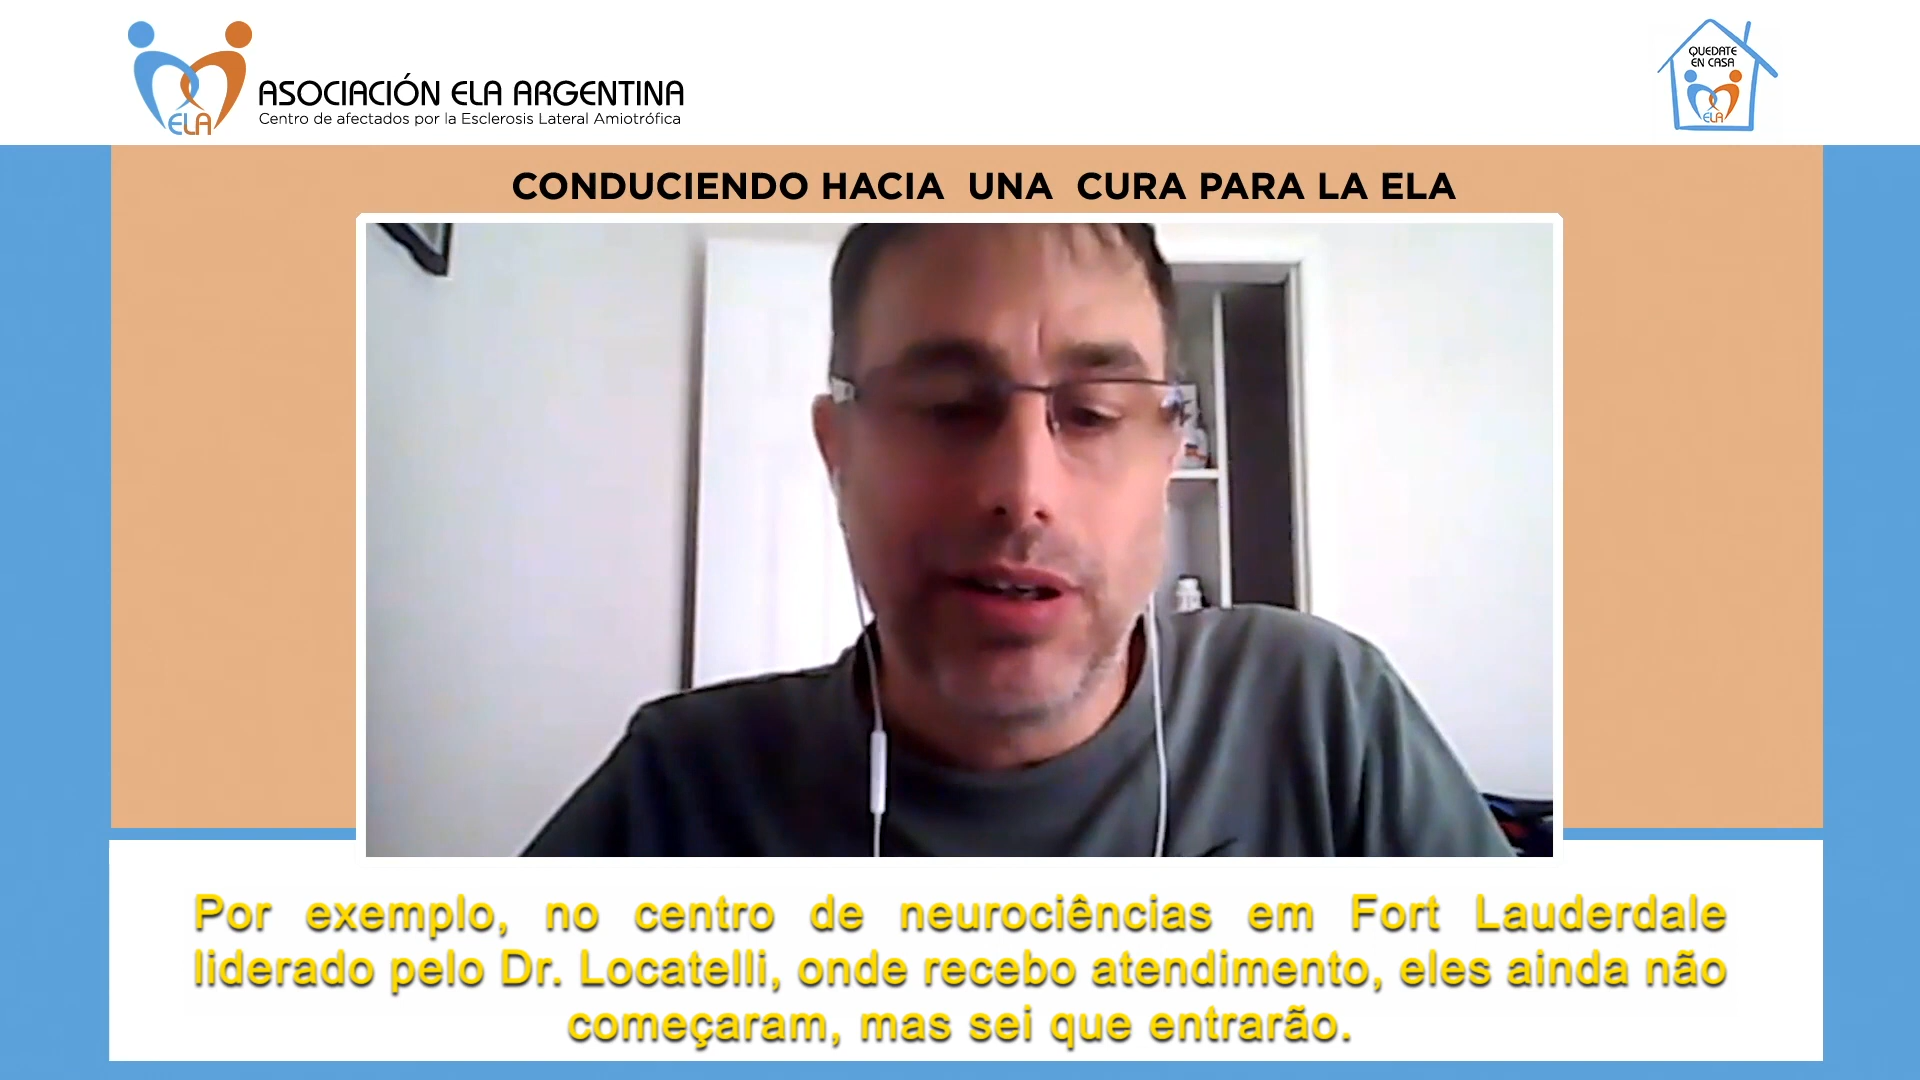 ASOCIACIÓN ELA ARGENTINA
Centro de afectados por la Esclerosis Lateral Amiotrófica
ELA
QUEDATE
EN CASA
ELA
CONDUCIENDO HACIA UNA CURA PARA LA ELA
Por exemplo, no centro de neurociências em Fort Lauderdale
liderado pelo Dr. Locatelli, onde recebo atendimento, eles ainda não
começaram, mas sei que entrarão.